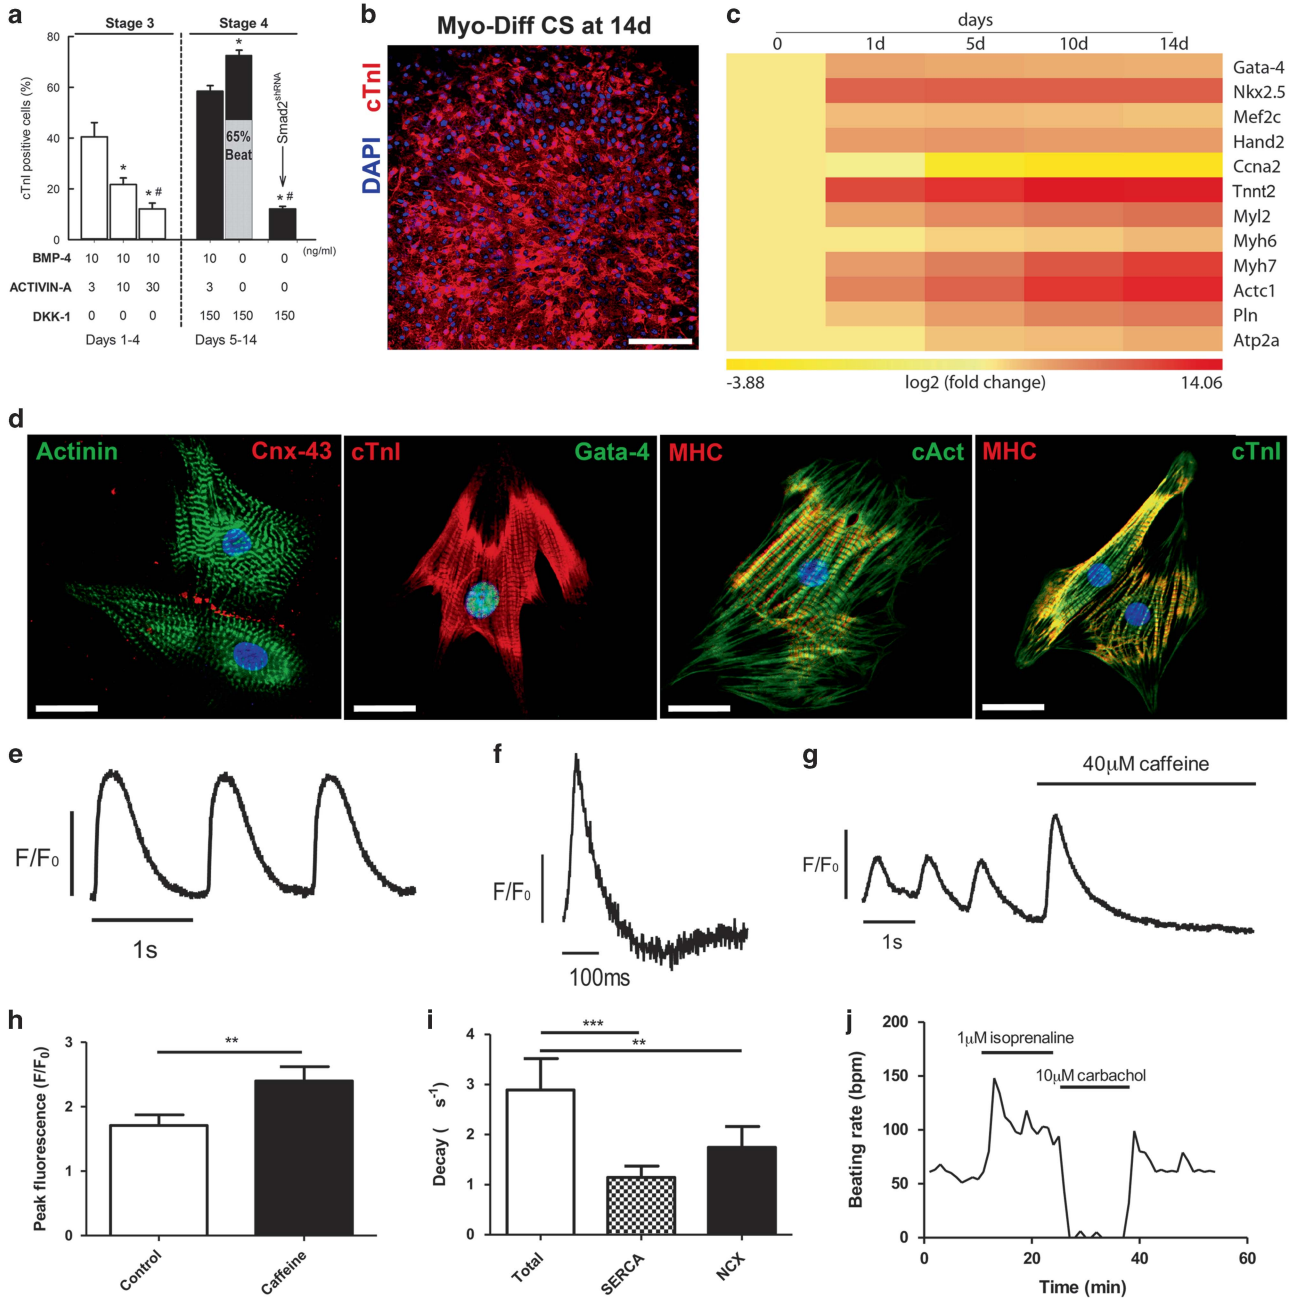 a
Stage 3
Stage 4
80
60
40
20
0
cTnI positive cells (%)
*
* #
*
65%
Beat
Smad2shRNA
* #
(ng/ml)
BMP-4 10 10 10 10 0 0
ACTIVIN-A 3 10 30 3 0 0
DKK-1 0 0 0 150 150 150
Days 1-4 Days 5-14
b
Myo-Diff CS at 14d
DAPI cTnI
c
days
0 1d 5d 10d 14d
Gata-4
Nkx2.5
Mef2c
Hand2
Ccna2
Tnnt2
Myl2
Myh6
Myh7
Actc1
Pln
Atp2a
-3.88 log2 (fold change) 14.06
d
Actinin Cnx-43
cTnI Gata-4
MHC cAct
MHC cTnI
e
F/F0
1s
f
F/F0
100ms
g
40μM caffeine
F/F0
1s
h
Peak fluorescence (F/F0)
3
2
1
0
**
Control
Caffeine
i
Decay ( s-1)
4
3
2
1
0
***
**
Total
SERCA
NCX
j
Beating rate (bpm)
200
150
100
50
0
1μM isoprenaline
10μM carbachol
0 20 40 60
Time (min)